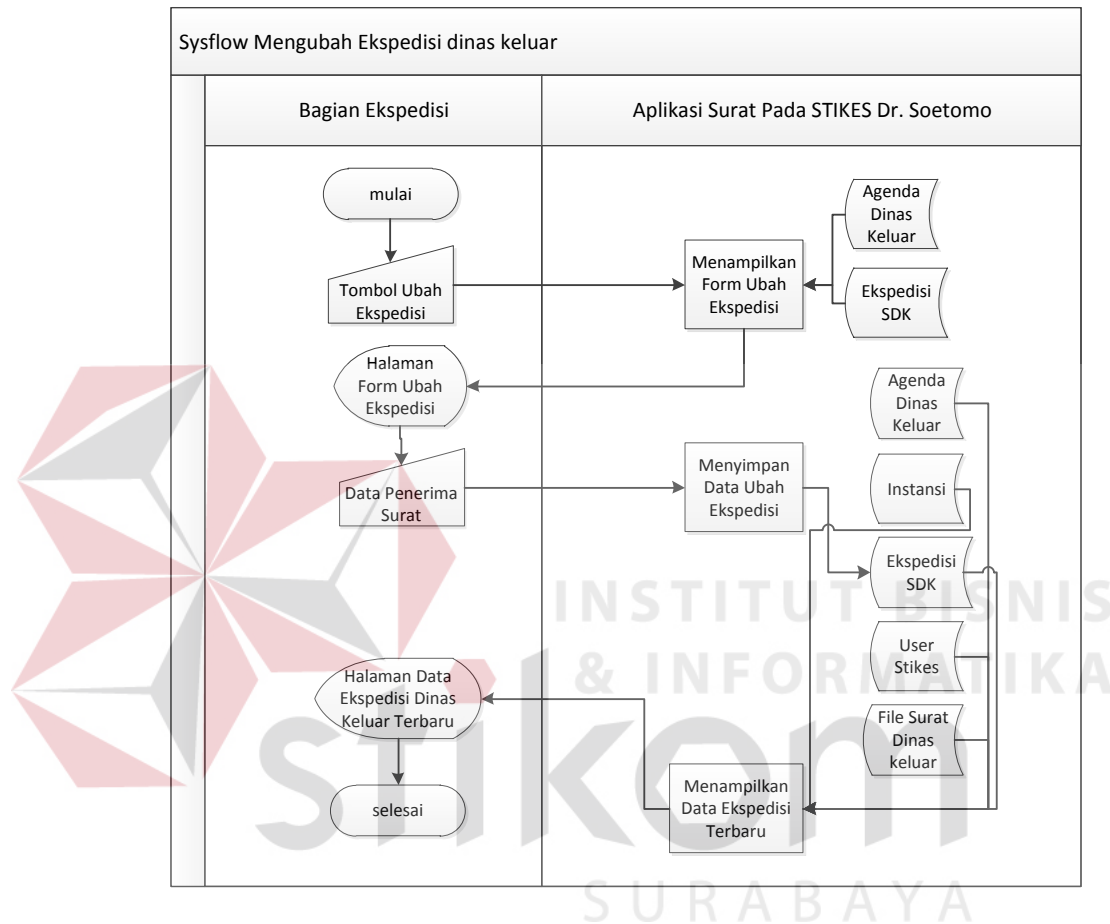 Sysflow Mengubah Ekspedisi dinas keluar
Bagian Ekspedisi
Aplikasi Surat Pada STIKES Dr. Soetomo
mulai
Tombol Ubah
Ekspedisi
Menampilkan
Form Ubah
Ekspedisi
Agenda
Dinas
Keluar
Ekspedisi
SDK
Halaman
Form Ubah
Ekspedisi
Agenda
Dinas
Keluar
Data Penerima
Surat
Menyimpan
Data Ubah
Ekspedisi
Instansi
Ekspedisi
SDK
User
Stikes
File Surat
Dinas
keluar
Halaman Data
Ekspedisi Dinas
Keluar Terbaru
Menampilkan
Data Ekspedisi
Terbaru
selesai
INSTITUT BISNIS
& INFORMATIKA
stikom
SURABAYA